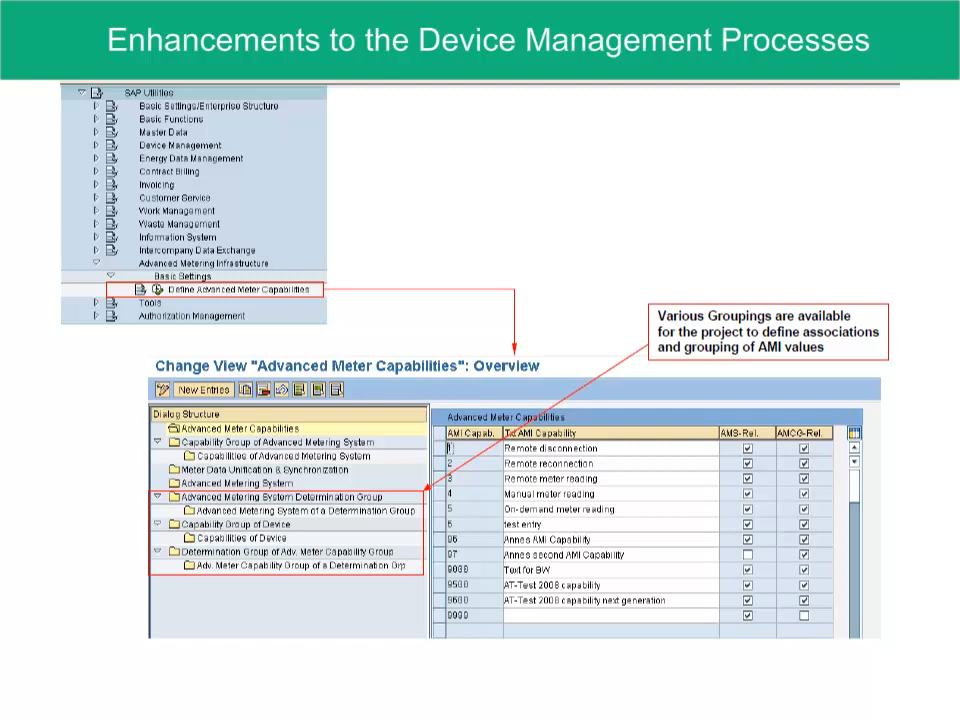 Enhancements to the Device Management Processes
SAP Utilities
Basic Settings/Enterprise Structure
Basic Functions
Master Data
Device Management
Energy Data Management
Contract Billing
Invoicing
Customer Service
Work Management
Waste Management
Information System
Intercompany Data Exchange
Advanced Metering Infrastructure
Basic Settings
Define Advanced Meter Capabilities
Tools
Authorization Management
Various Groupings are available
for the project to define associations
and grouping of AMI values
Change View "Advanced Meter Capabilities": Overview
New Entries
Dialog Structure
Advanced Meter Capabilities
Capability Group of Advanced Metering System
Capabilities of Advanced Metering System
Meter Data Unification & Synchronization
Advanced Metering System
Advanced Metering System Determination Group
Advanced Metering System of a Determination Group
Capability Group of Device
Capabilities of Device
Determination Group of Adv. Meter Capability Group
Adv. Meter Capability Group of a Determination Grp
Advanced Meter Capabilities
AMI Capab. Txt AMI Capability AMS-Rel. AMCG-Rel.
1 Remote disconnection
2 Remote reconnection
3 Remote meter reading
4 Manual meter reading
5 On-demand meter reading
6 test entry
96 Annes AMI Capability
97 Annes second AMI Capability
9000 Text for BW
9500 AT-Test 2008 capability
9600 AT-Test 2008 capability next generation
9999